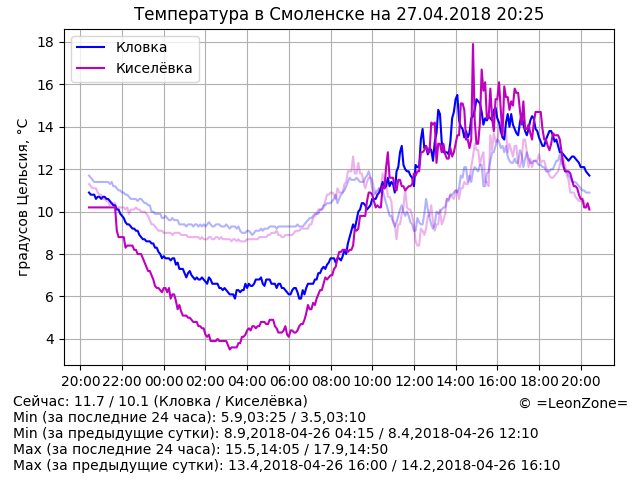 Температура в Смоленске на 27.04.2018 20:25
Кловка
Киселёвка
градусов Цельсия, °C
18
16
14
12
10
8
6
4
20:00 22:00 00:00 02:00 04:00 06:00 08:00 10:00 12:00 14:00 16:00 18:00 20:00
Сейчас: 11.7 / 10.1 (Кловка / Киселёвка)
© =LeonZone=
Min (за последние 24 часа): 5.9,03:25 / 3.5,03:10
Min (за предыдущие сутки): 8.9,2018-04-26 04:15 / 8.4,2018-04-26 12:10
Max (за последние 24 часа): 15.5,14:05 / 17.9,14:50
Max (за предыдущие сутки): 13.4,2018-04-26 16:00 / 14.2,2018-04-26 16:10